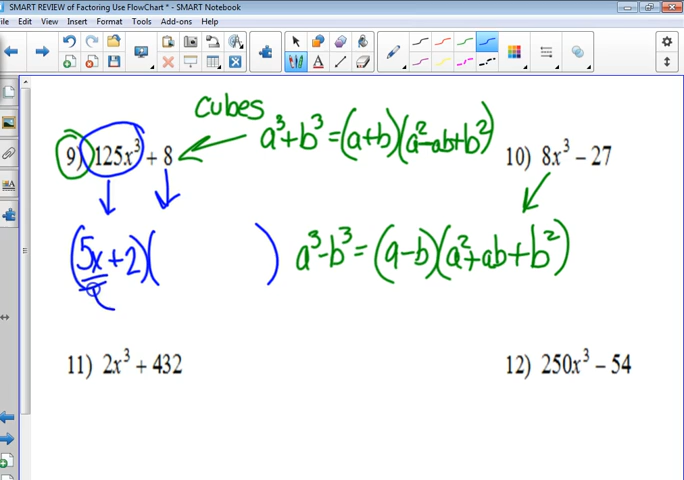 SMART REVIEW of Factoring Use FlowChart * - SMART Notebook
Edit View Insert Format Tools Add-ons Help
cubes
9) 125x³ + 8
a³+b³=(a+b)(a²-ab+b²)
10) 8x³ − 27
(5x+2)( )
a³-b³=(a-b)(a²+ab+b²)
a
11) 2x³ + 432
12) 250x³ − 54